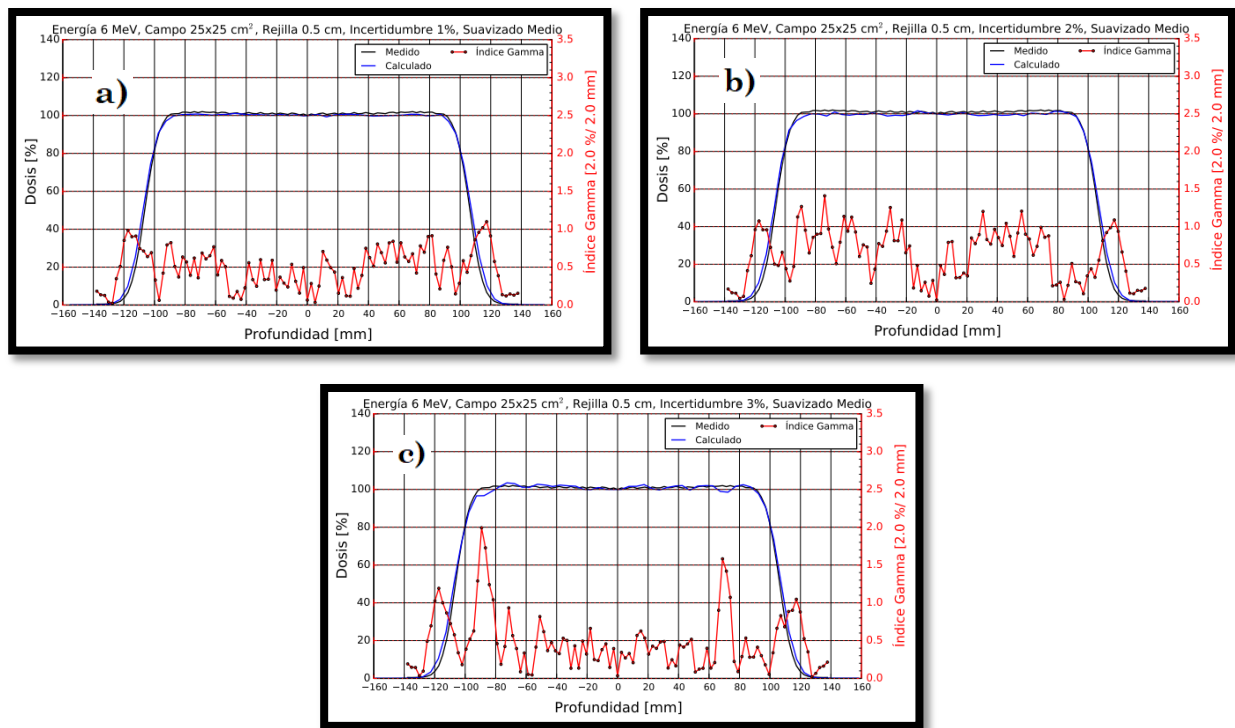 Energía 6 MeV, Campo 25x25 cm², Rejilla 0.5 cm, Incertidumbre 1%, Suavizado Medio
a)
Medido
Calculado
Índice Gamma
Dosis [%]
140
120
100
80
60
40
20
0
3.5
3.0
2.5
2.0
1.5
1.0
0.5
0.0
Índice Gamma [2.0 %/ 2.0 mm]
−160 −140 −120 −100 −80 −60 −40 −20 0 20 40 60 80 100 120 140 160
Profundidad [mm]
Energía 6 MeV, Campo 25x25 cm², Rejilla 0.5 cm, Incertidumbre 2%, Suavizado Medio
b)
Medido
Calculado
Índice Gamma
Dosis [%]
140
120
100
80
60
40
20
0
3.5
3.0
2.5
2.0
1.5
1.0
0.5
0.0
Índice Gamma [2.0 %/ 2.0 mm]
−160 −140 −120 −100 −80 −60 −40 −20 0 20 40 60 80 100 120 140 160
Profundidad [mm]
Energía 6 MeV, Campo 25x25 cm², Rejilla 0.5 cm, Incertidumbre 3%, Suavizado Medio
c)
Medido
Calculado
Índice Gamma
Dosis [%]
140
120
100
80
60
40
20
0
3.5
3.0
2.5
2.0
1.5
1.0
0.5
0.0
Índice Gamma [2.0 %/ 2.0 mm]
−160 −140 −120 −100 −80 −60 −40 −20 0 20 40 60 80 100 120 140 160
Profundidad [mm]